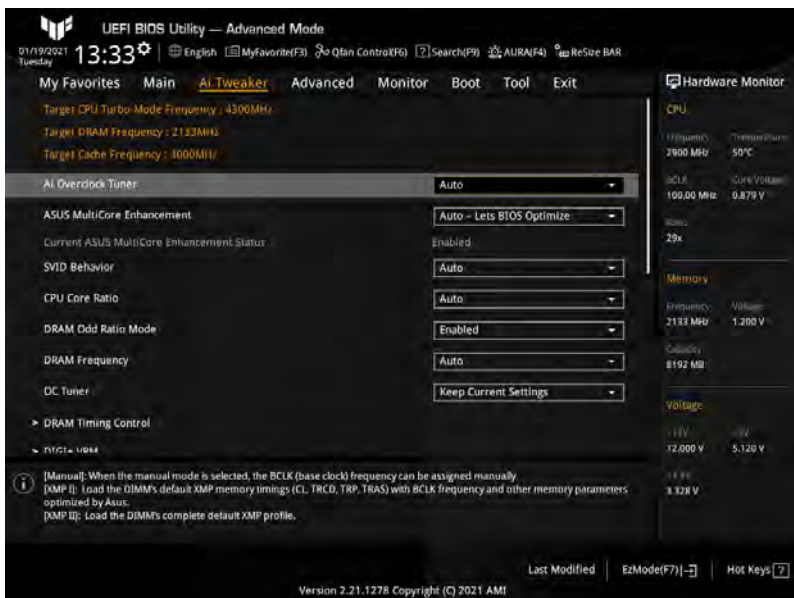 UEFI BIOS Utility — Advanced Mode
01/19/2021 Tuesday 13:33 English MyFavorite(F3) Qfan Control(F6) ? Search(F9) AURA(F4) ReSize BAR
My Favorites Main Ai Tweaker Advanced Monitor Boot Tool Exit
Hardware Monitor
Target CPU Turbo-Mode Frequency : 4300MHz
Target DRAM Frequency : 2133MHz
Target Cache Frequency : 4000MHz
Ai Overclock Tuner Auto
ASUS MultiCore Enhancement Auto – Lets BIOS Optimize
Current ASUS MultiCore Enhancement Status Enabled
SVID Behavior Auto
CPU Core Ratio Auto
DRAM Odd Ratio Mode Enabled
DRAM Frequency Auto
OC Tuner Keep Current Settings
> DRAM Timing Control
> DIGI+ VRM
CPU
Frequency Temperature
2900 MHz 50°C
BCLK Core Voltage
100.00 MHz 0.879 V
Ratio
29x
Memory
Frequency Voltage
2133 MHz 1.200 V
Capacity
8192 MB
Voltage
+12V +5V
12.000 V 5.120 V
+3.3V
3.328 V
[Manual]: When the manual mode is selected, the BCLK (base clock) frequency can be assigned manually.
[XMP I]: Load the DIMM's default XMP memory timings (CL, TRCD, TRP, TRAS) with BCLK frequency and other memory parameters
optimized by Asus.
[XMP II]: Load the DIMM's complete default XMP profile.
Last Modified EzMode(F7) Hot Keys ?
Version 2.21.1278 Copyright (C) 2021 AMI